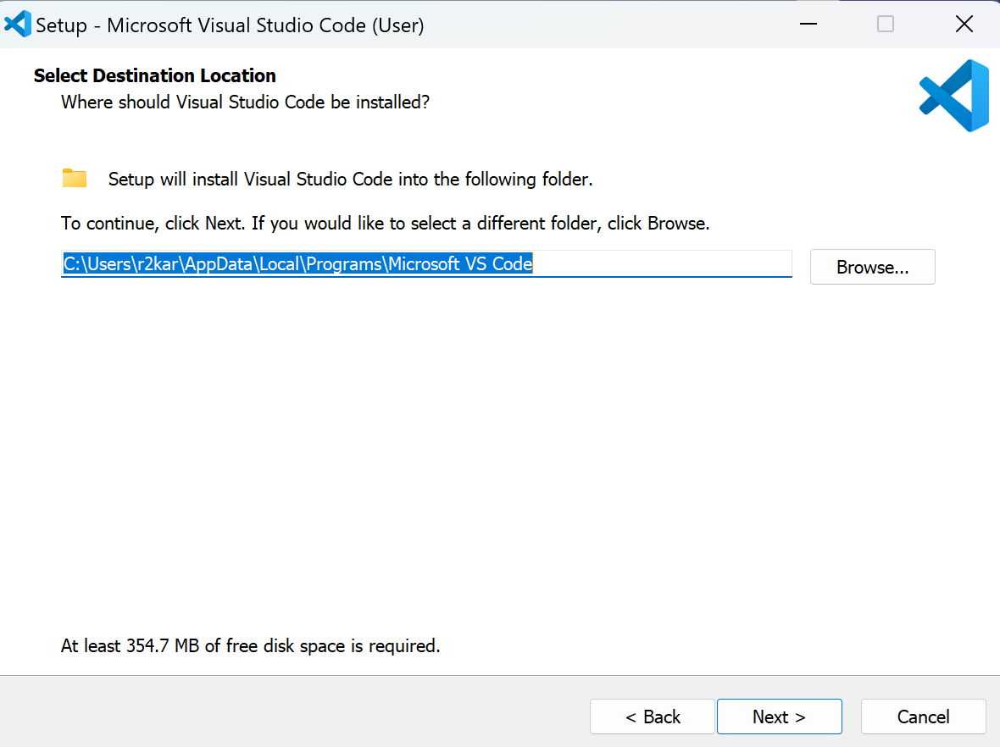 Setup - Microsoft Visual Studio Code (User)
Select Destination Location
Where should Visual Studio Code be installed?
Setup will install Visual Studio Code into the following folder.
To continue, click Next. If you would like to select a different folder, click Browse.
C:\Users\r2kar\AppData\Local\Programs\Microsoft VS Code
Browse...
At least 354.7 MB of free disk space is required.
< Back
Next >
Cancel